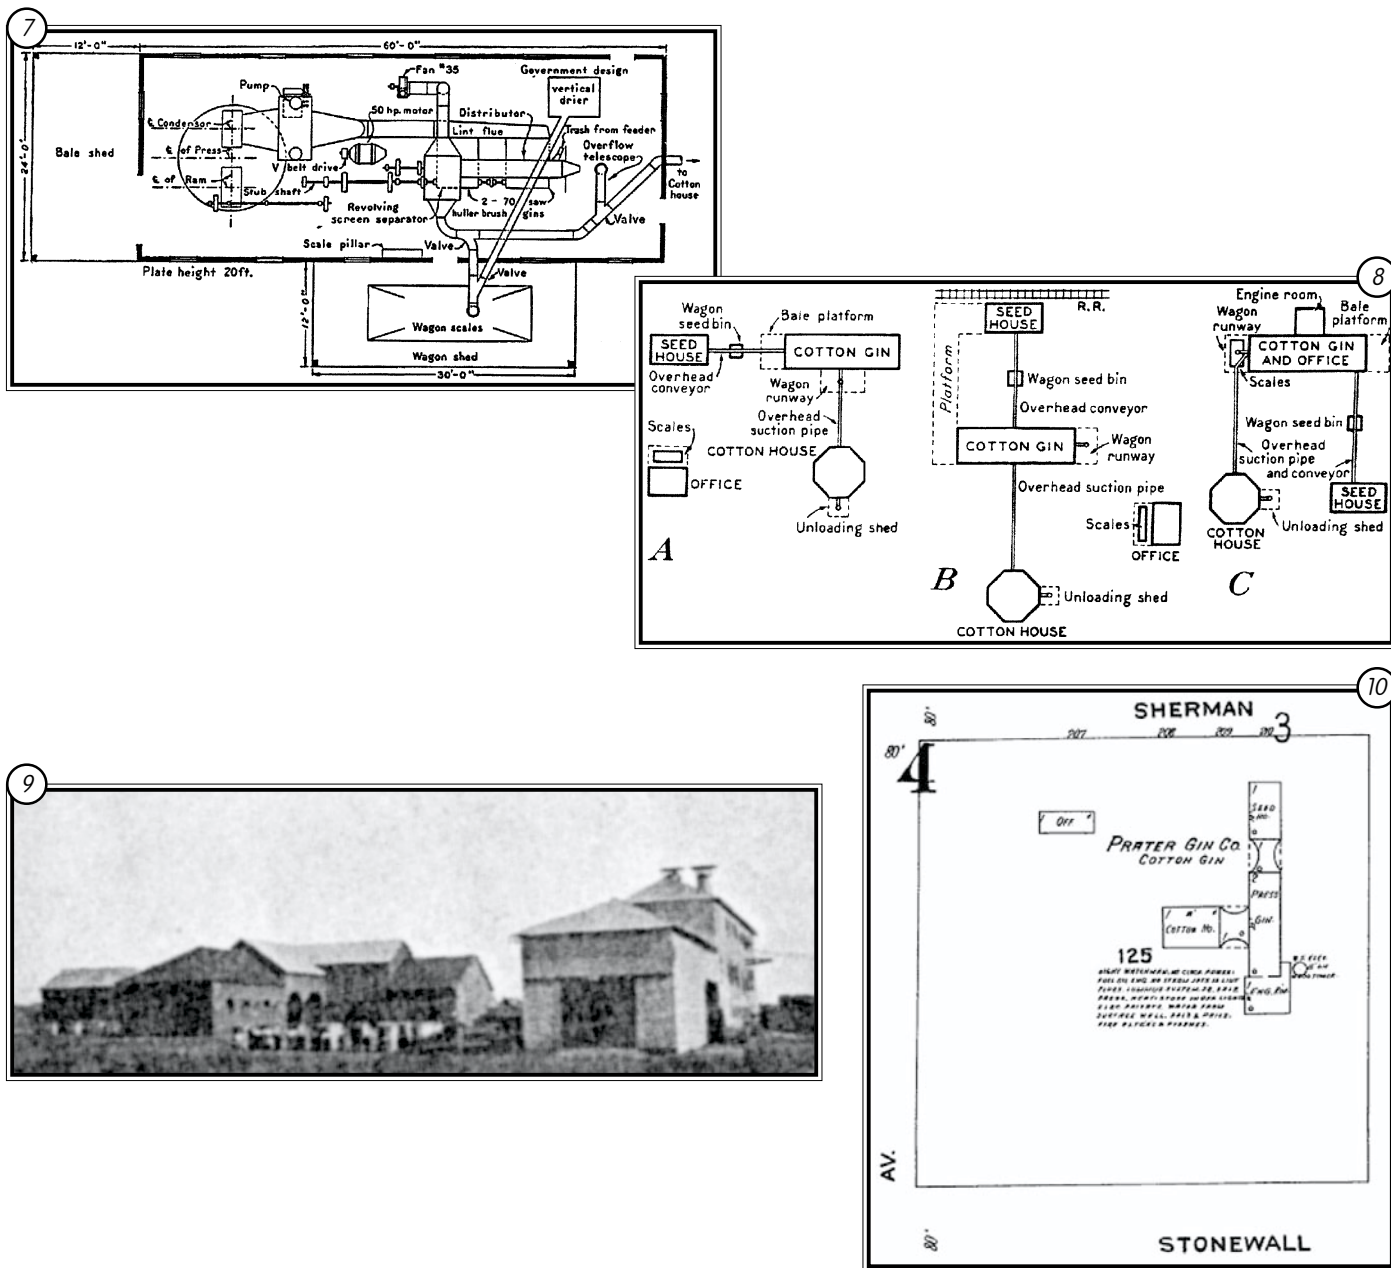 7
12'-0"
60'-0"
24'-0"
Bale shed
Fan #35
Government design
vertical
drier
Pump
50 hp. motor
Distributor
Trash from feeder
℄ Condensor
Lint flue
Overflow
telescope
℄ of Press
V belt drive
to
Cotton
house
℄ of Ram
Stub shaft
Revolving
screen separator
2 - 70 saw
huller brush gins
Valve
Scale pillar
Valve
Plate height 20ft.
Valve
12'-0"
Wagon scales
Wagon shed
30'-0"
8
Wagon
seed bin
Bale platform
SEED
HOUSE
COTTON GIN
Overhead
conveyor
Wagon
runway
Overhead
suction pipe
Scales
COTTON HOUSE
OFFICE
Unloading shed
A
R.R.
SEED
HOUSE
Platform
Wagon seed bin
Overhead conveyor
COTTON GIN
Wagon
runway
Overhead suction pipe
Scales
OFFICE
B
Unloading shed
COTTON HOUSE
Engine room
Wagon
runway
Bale
platform
COTTON GIN
AND OFFICE
Scales
Wagon seed bin
Overhead
suction pipe
and conveyor
SEED
HOUSE
Unloading shed
COTTON
HOUSE
C
9
10
SHERMAN
80'
80'
207
208
209
210
3
4
OFF
SEED
HO.
PRATER GIN CO.
COTTON GIN
PRESS
GIN
COTTON HO.
125
ENG. RM
AV.
80'
STONEWALL